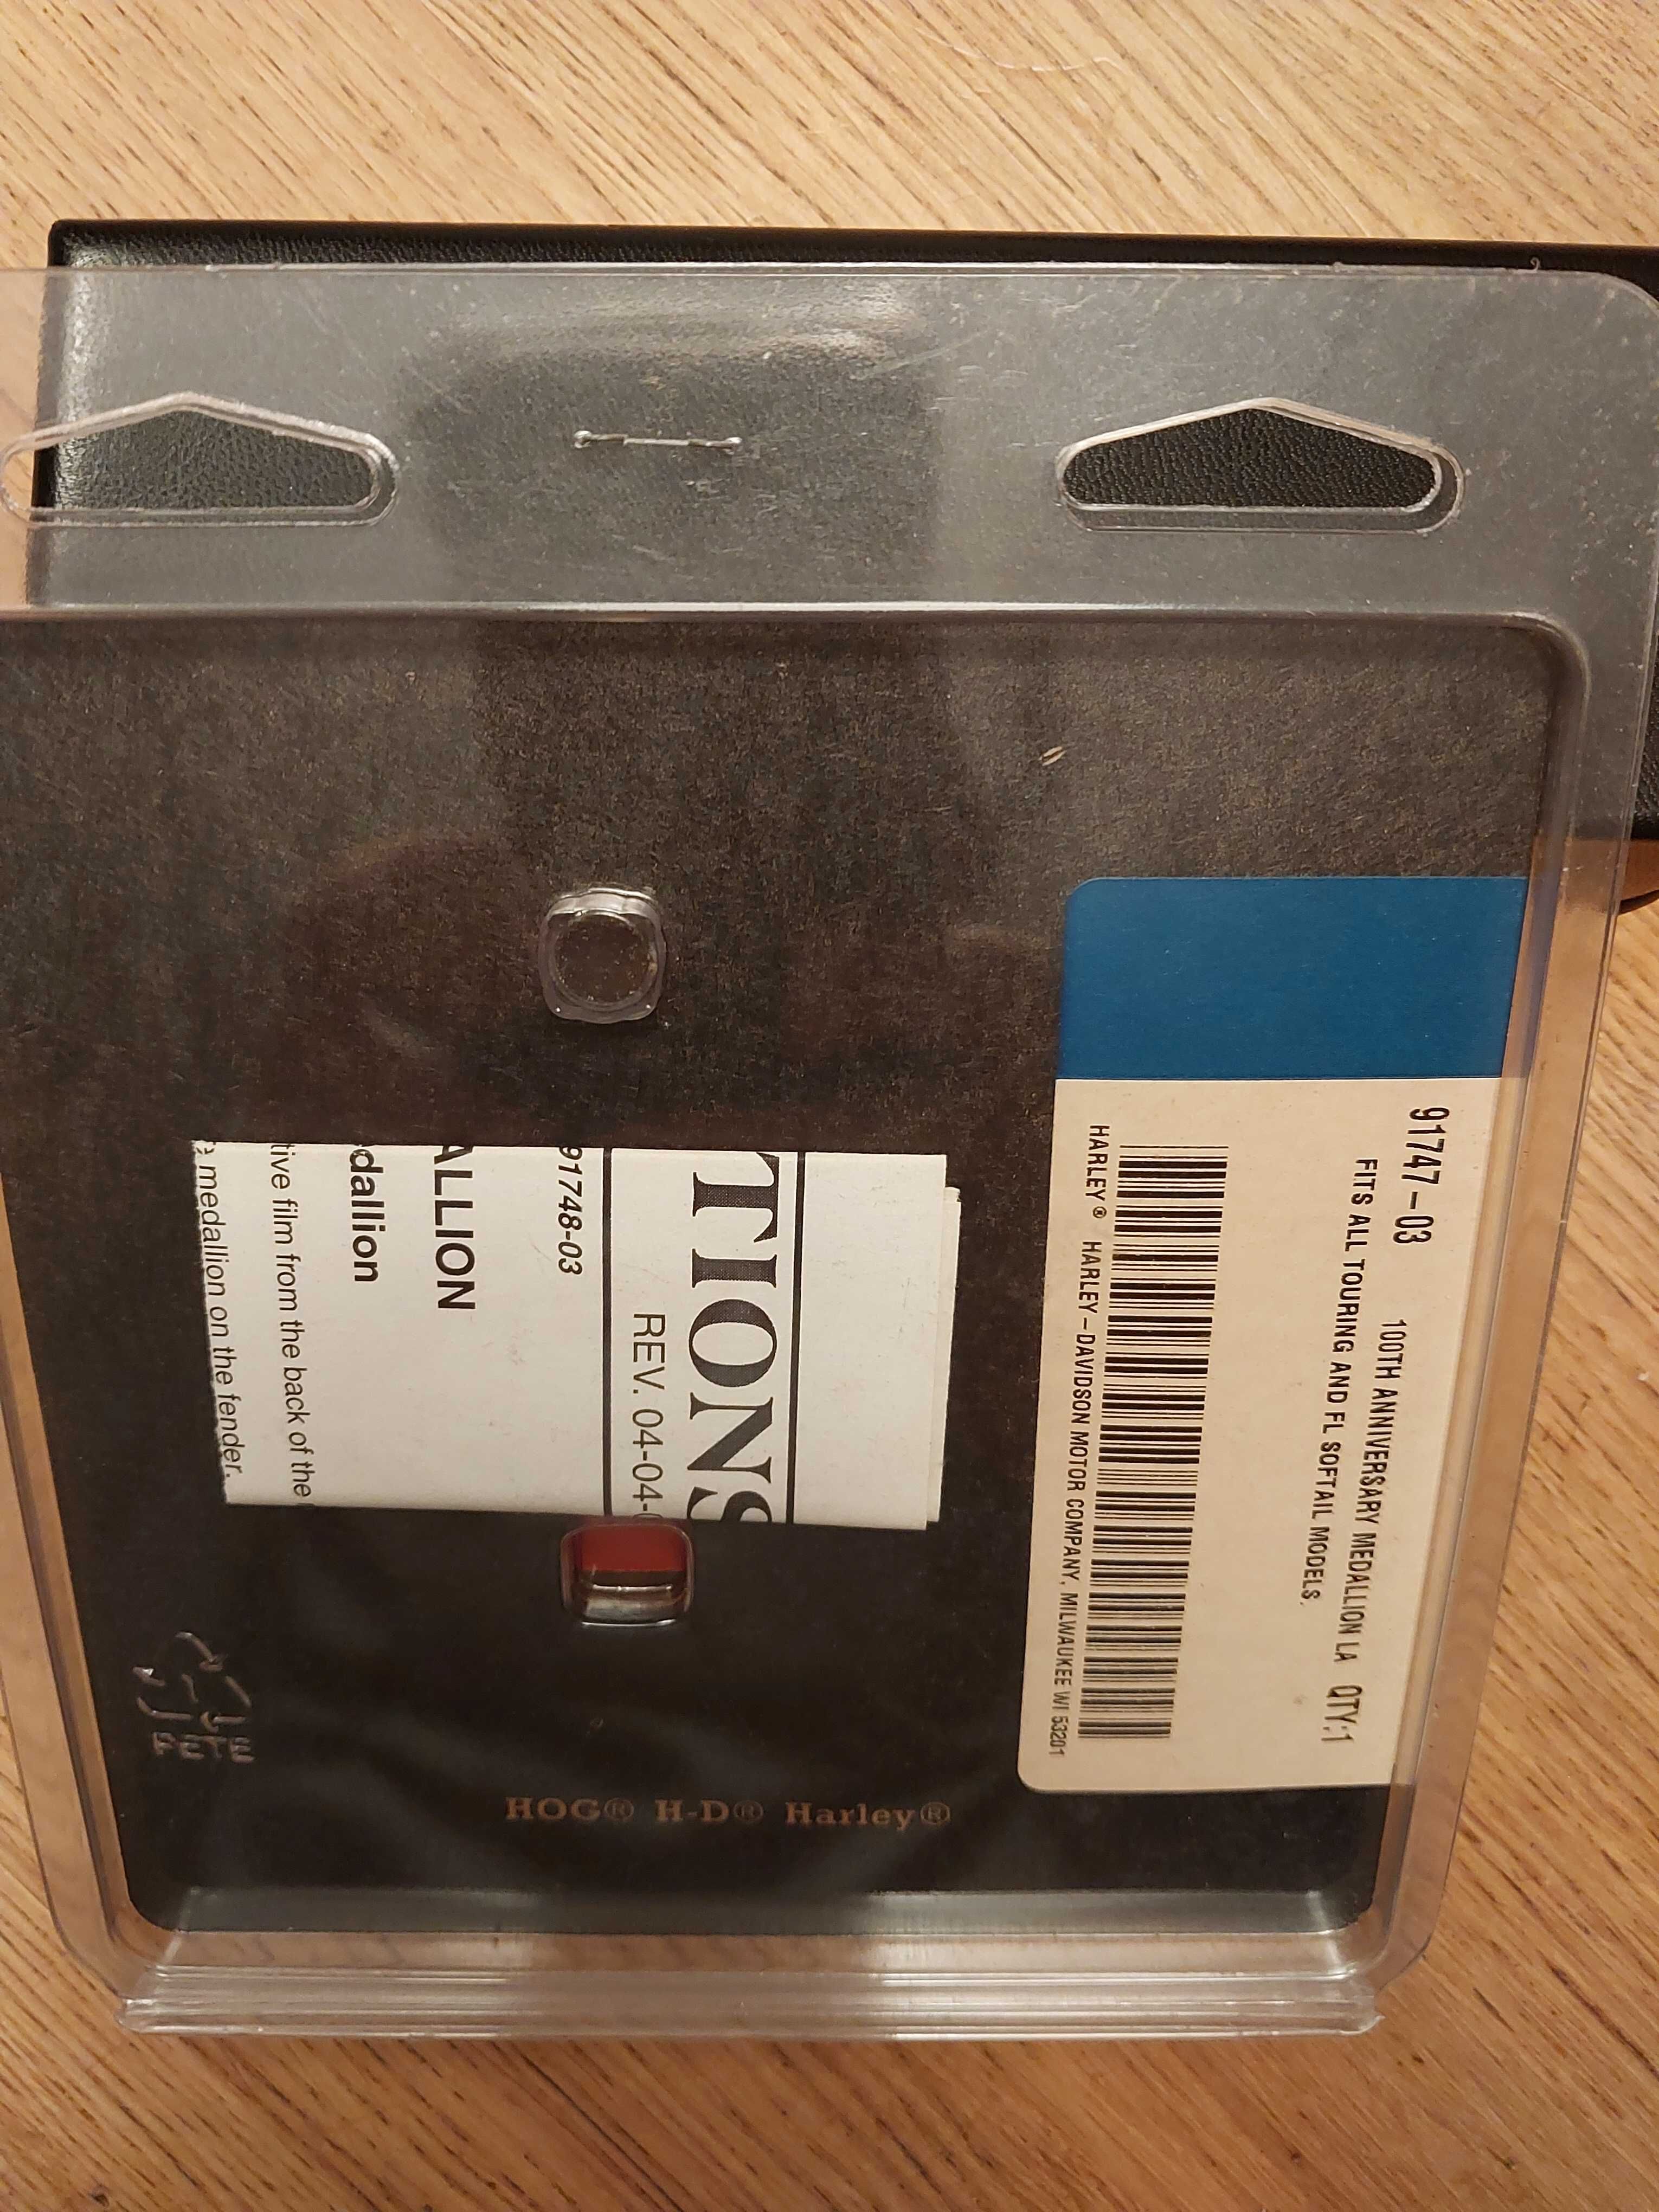 91747-03 100TH ANNIVERSARY MEDALLION LA QTY:1
FITS ALL TOURING AND FL SOFTAIL MODELS.
HARLEY® HARLEY-DAVIDSON MOTOR COMPANY, MILWAUKEE WI 53201
TIONS
REV. 04-04-
91748-03
ALLION
dallion
tive film from the back of the
medallion on the fender.
HOG® H-D® Harley®
PETE